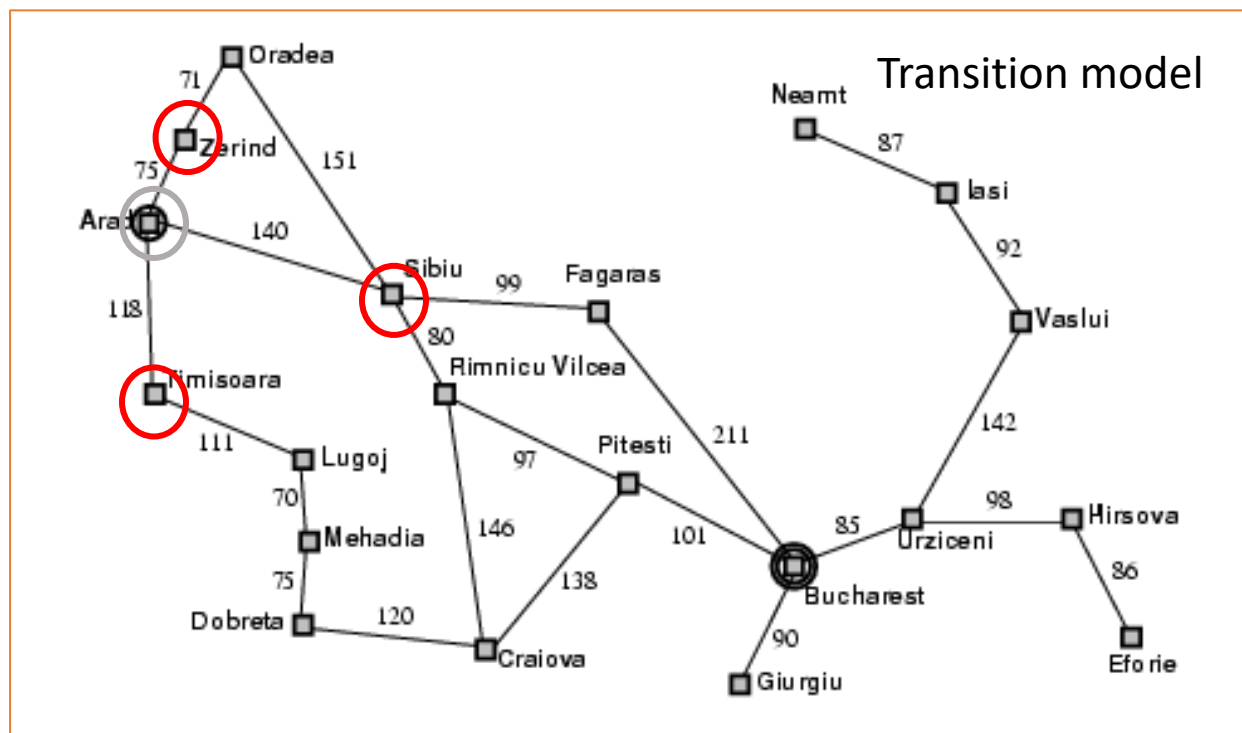 Transition model
Oradea
Neamt
71
87
Zerind
75
151
Iasi
Arad
140
92
Sibiu
99
Fagaras
118
80
Vaslui
Timisoara
Rimnicu Vilcea
142
111
211
Lugoj
97
Pitesti
70
98
Hirsova
146
101
85
Urziceni
Mehadia
138
86
75
Bucharest
Dobreta
120
90
Craiova
Eforie
Giurgiu